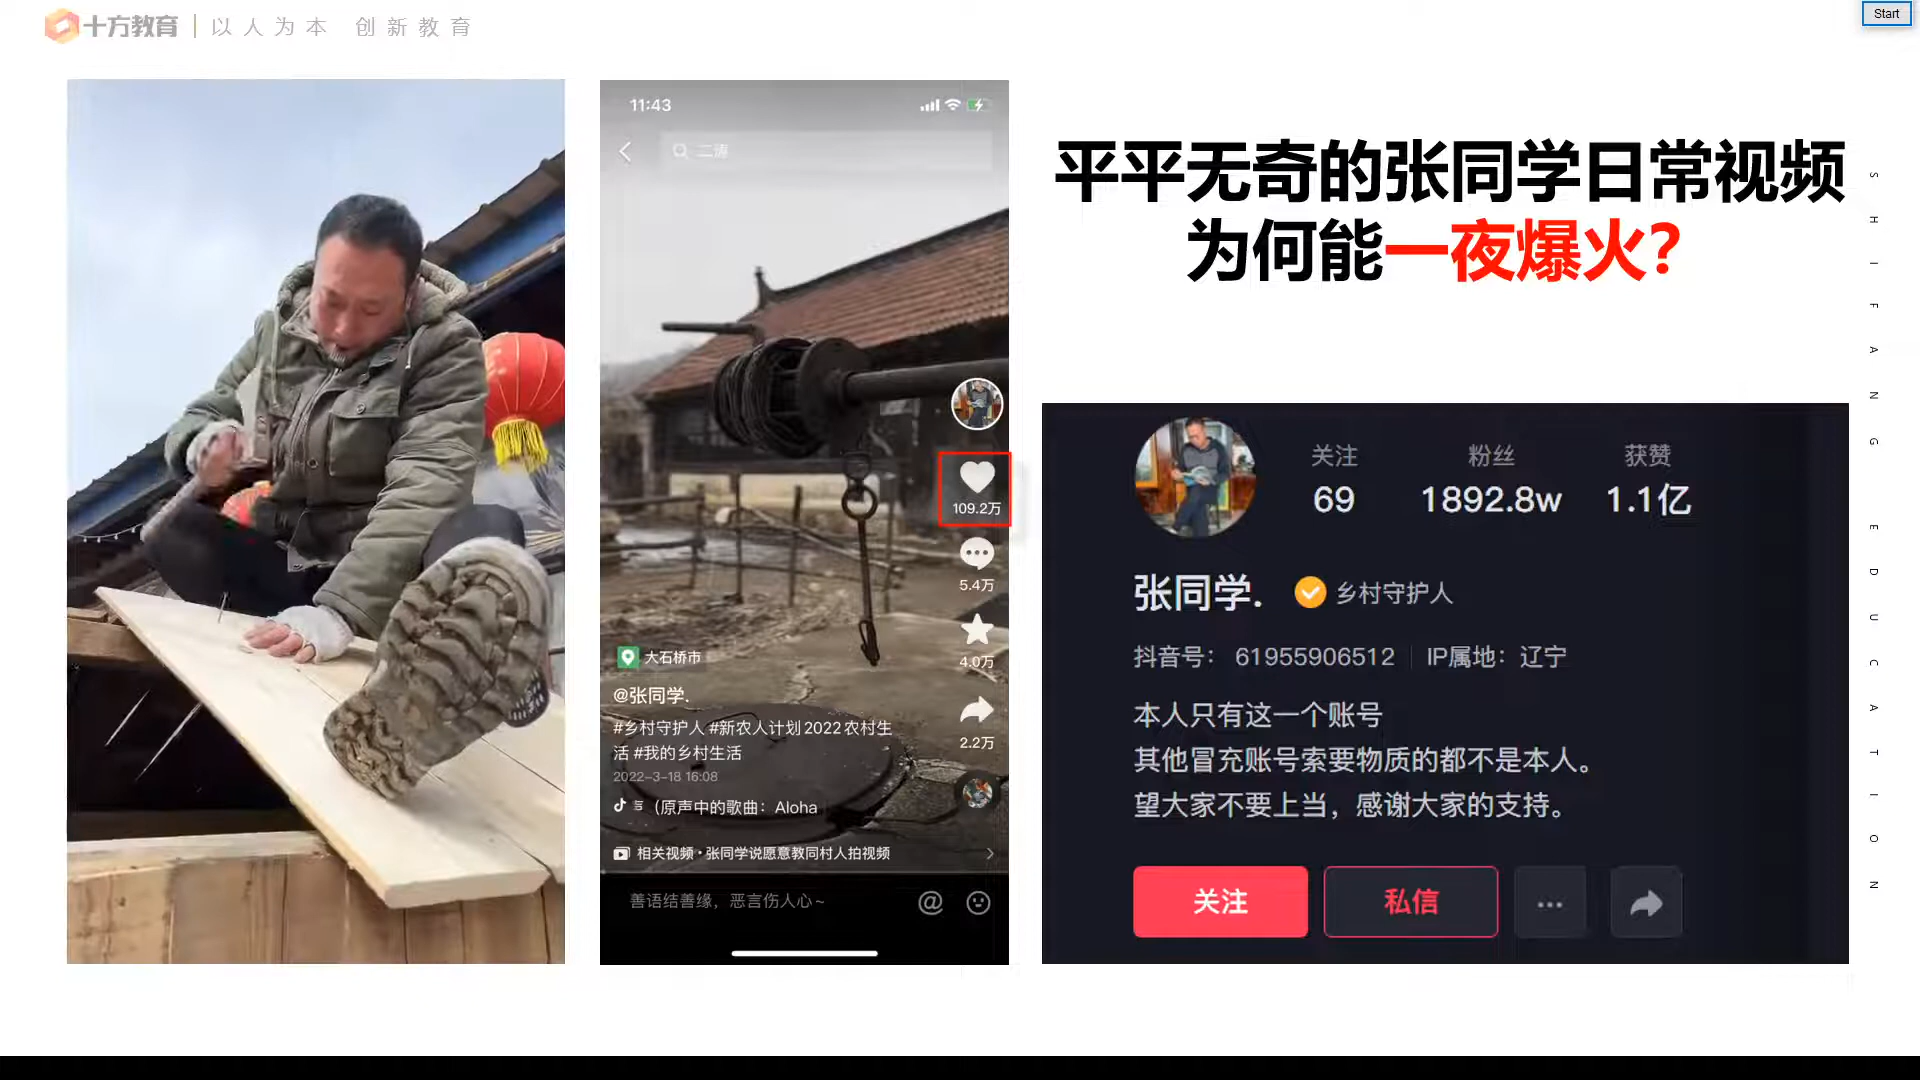 十方教育 | 以人为本 创新教育
Start
11:43
二涛
109.2万
5.4万
4.0万
2.2万
大石桥市
@张同学.
#乡村守护人 #新农人计划2022农村生
活 #我的乡村生活
2022-3-18 16:08
(原声中的歌曲：Aloha
相关视频·张同学说愿意教同村人拍视频
善语结善缘，恶言伤人心~
平平无奇的张同学日常视频
为何能一夜爆火?
关注 粉丝 获赞
69 1892.8w 1.1亿
张同学. 乡村守护人
抖音号：61955906512 IP属地：辽宁
本人只有这一个账号
其他冒充账号索要物质的都不是本人。
望大家不要上当，感谢大家的支持。
关注 私信
SHIFANG EDUCATION